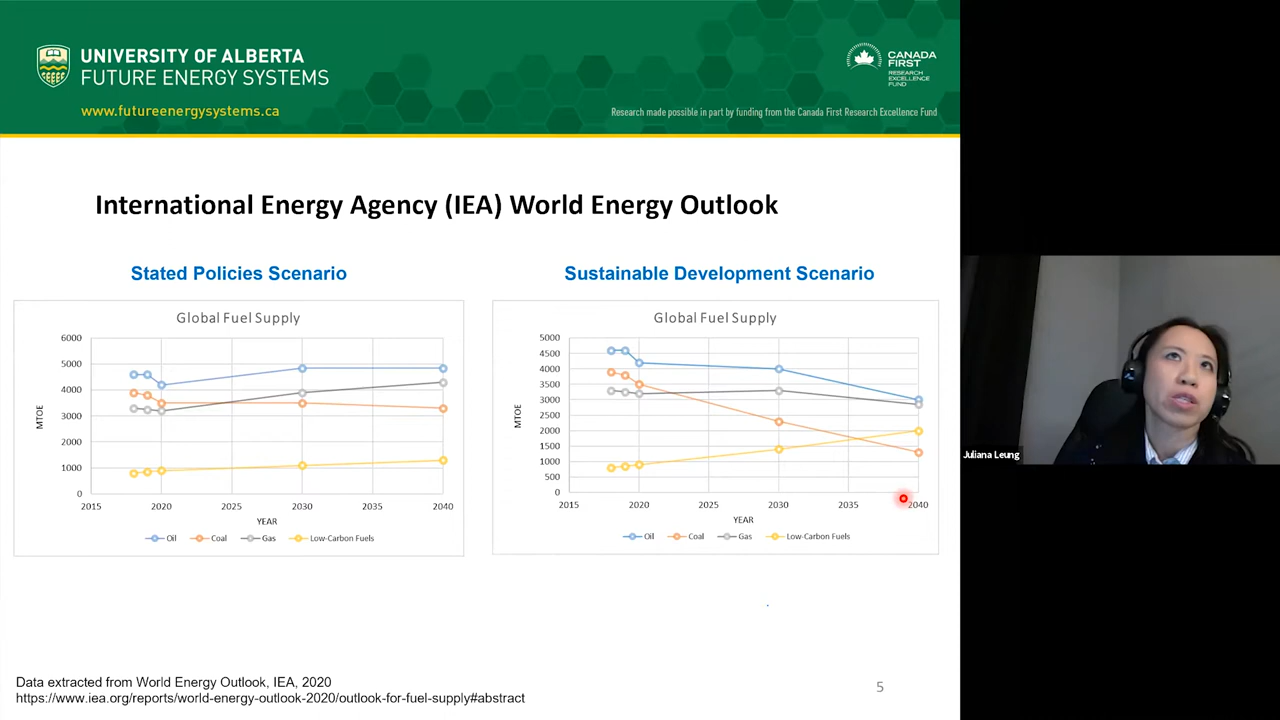 UNIVERSITY OF ALBERTA
FUTURE ENERGY SYSTEMS
www.futureenergysystems.ca
CANADA
FIRST
RESEARCH
EXCELLENCE
FUND
Research made possible in part by funding from the Canada First Research Excellence Fund
International Energy Agency (IEA) World Energy Outlook
Stated Policies Scenario
Global Fuel Supply
6000
5000
4000
3000
2000
1000
0
MTOE
2015 2020 2025 2030 2035 2040
YEAR
Oil Coal Gas Low-Carbon Fuels
Sustainable Development Scenario
Global Fuel Supply
5000
4500
4000
3500
3000
2500
2000
1500
1000
500
0
MTOE
2015 2020 2025 2030 2035 2040
YEAR
Oil Coal Gas Low-Carbon Fuels
Juliana Leung
Data extracted from World Energy Outlook, IEA, 2020
https://www.iea.org/reports/world-energy-outlook-2020/outlook-for-fuel-supply#abstract
5